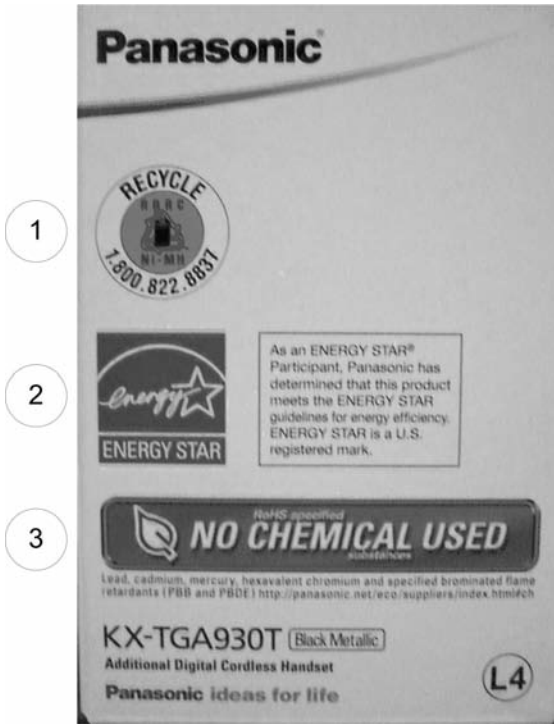 Panasonic
1
RECYCLE
RBRC
Ni-MH
1.800.822.8837
2
energy
ENERGY STAR
As an ENERGY STAR®
Participant, Panasonic has
determined that this product
meets the ENERGY STAR
guidelines for energy efficiency.
ENERGY STAR is a U.S.
registered mark.
3
RoHS specified
NO CHEMICAL USED
substances
Lead, cadmium, mercury, hexavalent chromium and specified brominated flame
retardants (PBB and PBDE) http://panasonic.net/eco/suppliers/index.html#ch
KX-TGA930T Black Metallic
Additional Digital Cordless Handset
L4
Panasonic ideas for life